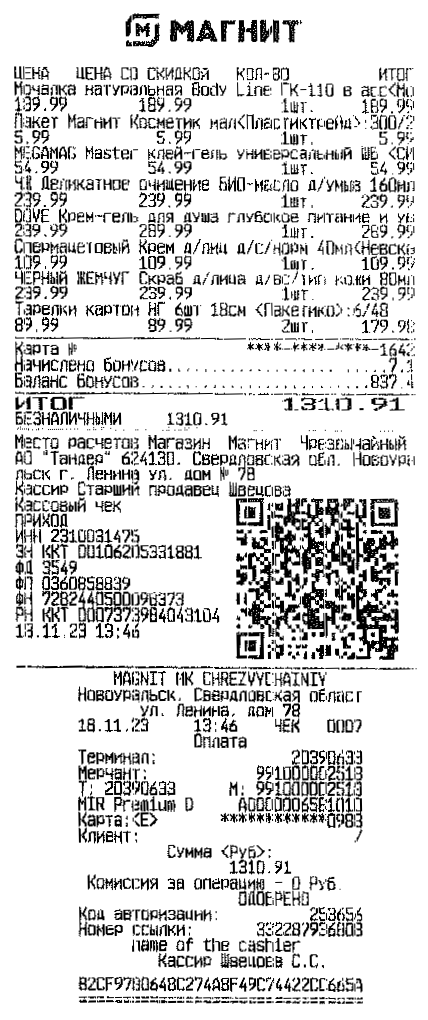 МАГНИТ
ЦЕНА ЦЕНА СО СКИДКОЙ КОЛ-ВО ИТОГ
Мочалка натуральная Body Line ГК-110 в асс<Мо
189.99 1шт. 189.99
Пакет Магнит Косметик мал<Пластиктрейд>:300/2
5.99 5.99 1шт. 5.99
MEGAMAG Master клей-гель универсальный ШБ <СИ
54.99 54.99 1шт. 54.99
ЧЖ Деликатное очищение БИО-масло д/умыв 160мл
239.99 239.99 1шт. 239.99
DOVE Крем-гель для душа глубокое питание и ув
289.99 289.99 1шт. 289.99
Спермацетовый Крем д/лиц д/с/норм 40мл<Невска
109.99 109.99 1шт. 109.99
ЧЕРНЫЙ ЖЕМЧУГ Скраб д/лица д/вс/тип кожи 80мл
239.99 239.99 1шт. 239.99
Тарелки картон НГ 6шт 18см <Пакетико>:6/48
89.99 89.99 2шт. 179.98
Карта № ****-****-****-1642
Начислено бонусов 7.1
Баланс бонусов 837.4
ИТОГ 1310.91
БЕЗНАЛИЧНЫМИ 1310.91
Место расчетов Магазин Магнит Чрезвычайный
АО "Тандер" 624130, Свердловская обл. Новоура
льск г, Ленина ул, дом № 78
Кассир Старший продавец Швецова
Кассовый чек
ПРИХОД
ИНН 2310031475
ЗН ККТ 00106205331881
ФД 3549
ФП 0360858839
ФН 7282440500098373
РН ККТ 0007373984043104
18.11.23 13:46
MAGNIT MK CHREZVYCHAINIY
Новоуральск, Свердловская област
ул. Ленина, дом 78
18.11.23 13:46 ЧЕК 0007
Оплата
Терминал: 20390633
Мерчант: 991000002513
T: 20390633 M: 991000002513
MIR Premium D A0000006581010
Карта:<E> ************0983
Клиент: /
Сумма <Руб>:
1310.91
Комиссия за операцию - 0 Руб.
ОДОБРЕНО
Код авторизации: 253656
Номер ссылки: 332287936803
name of the cashier
Кассир Швецова С.С.